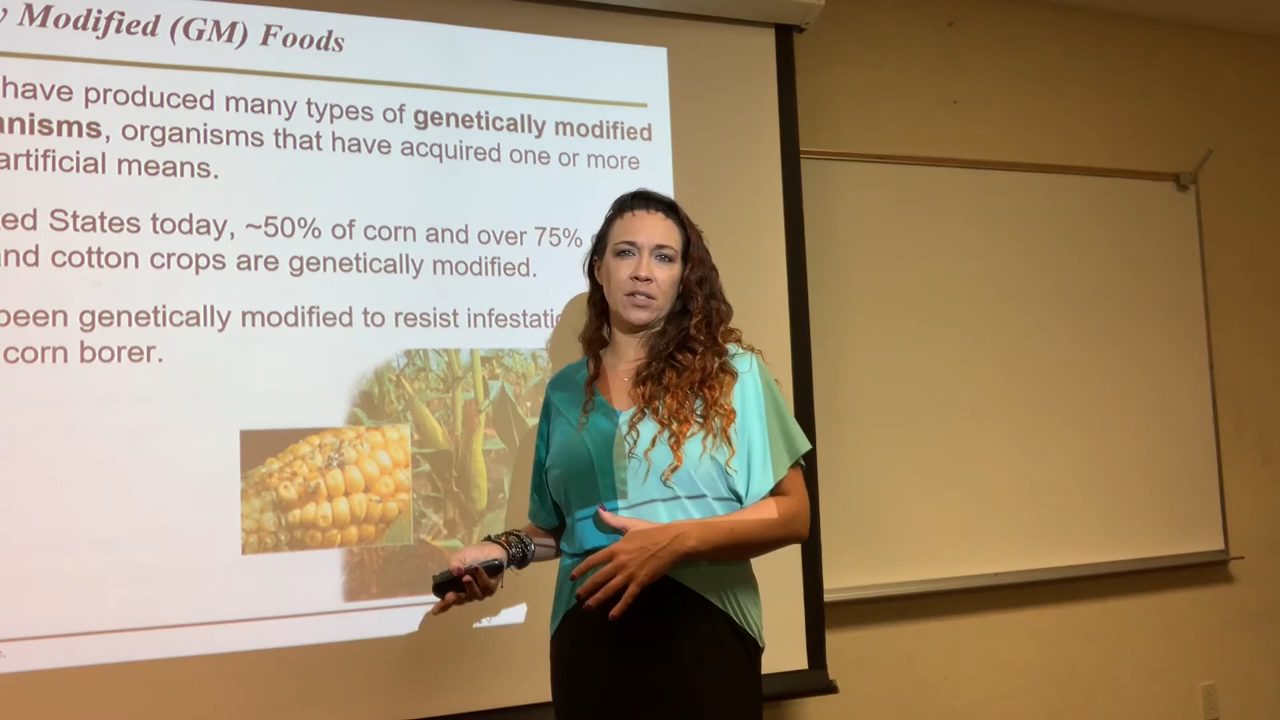 Modified (GM) Foods
have produced many types of genetically modified
anisms, organisms that have acquired one or more
artificial means.
ed States today, ~50% of corn and over 75%
nd cotton crops are genetically modified.
been genetically modified to resist infestati
corn borer.